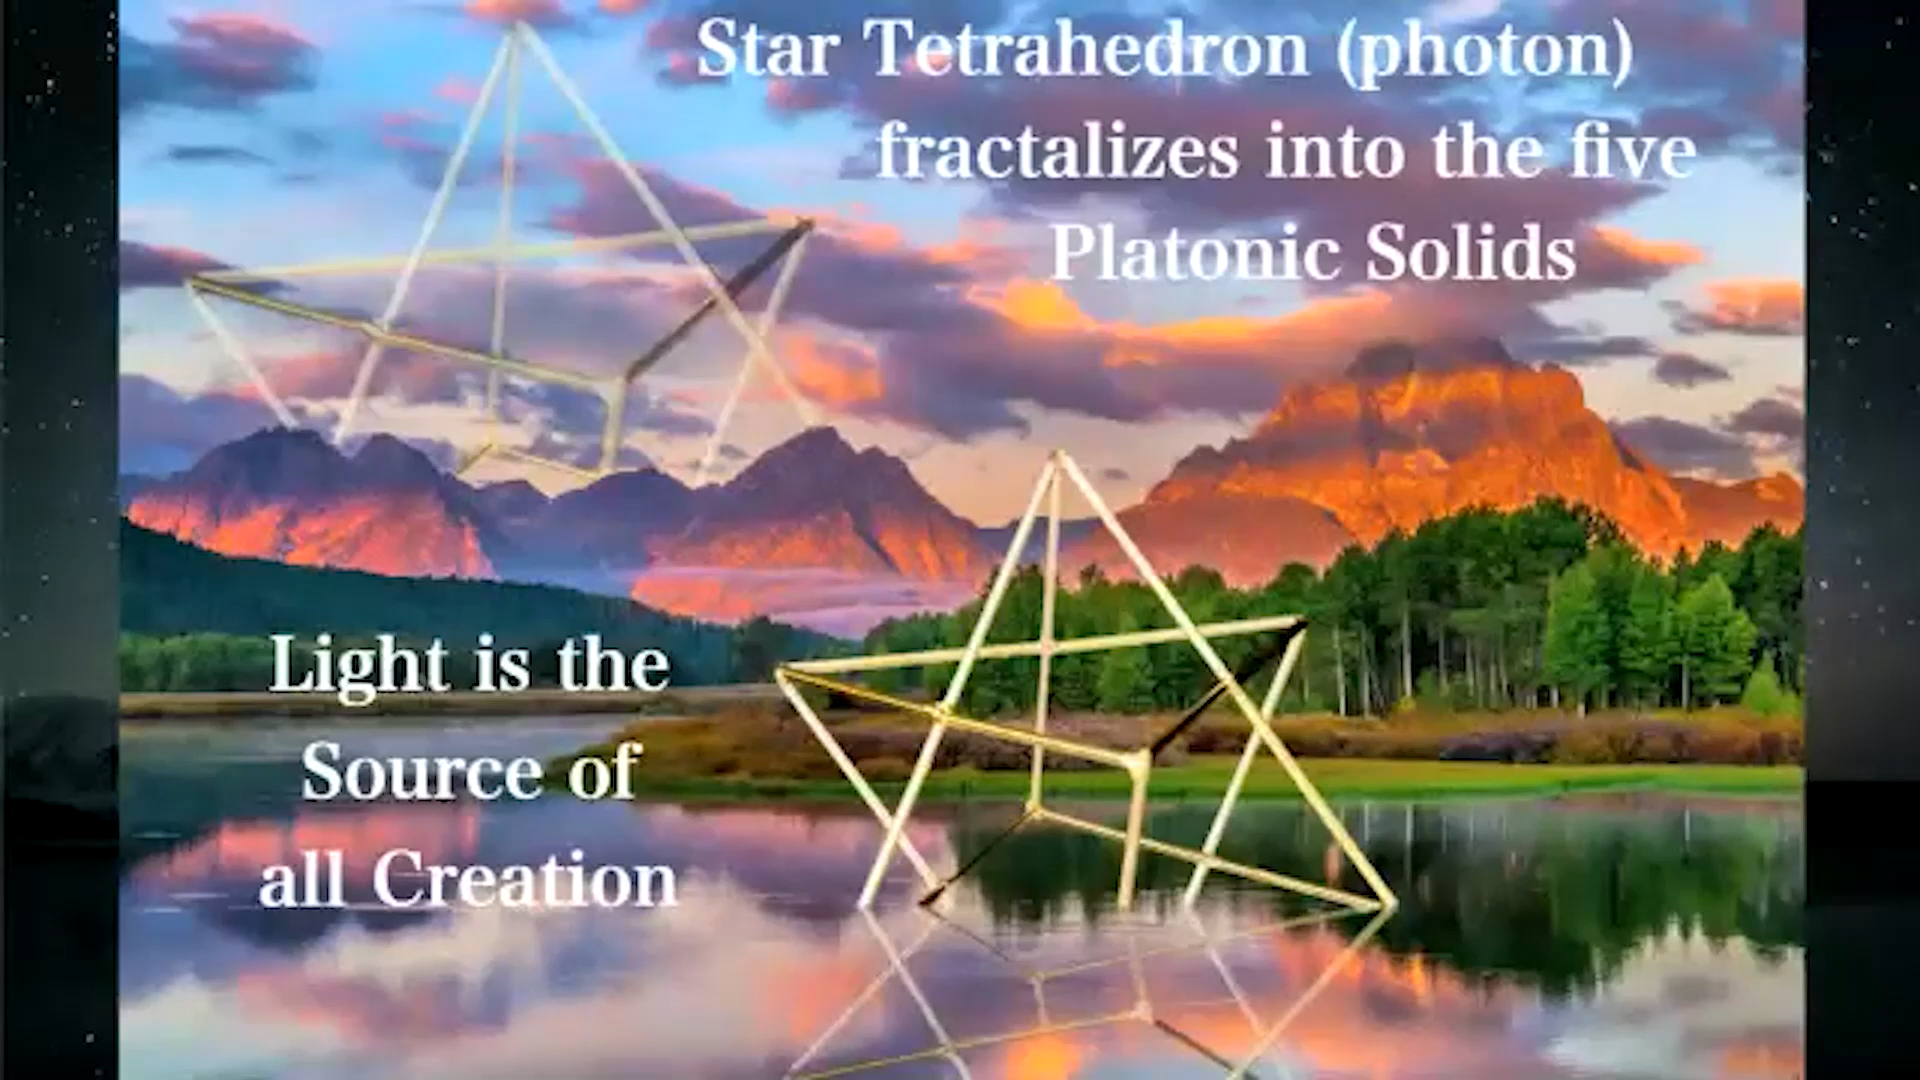 Star Tetrahedron (photon)
fractalizes into the five
Platonic Solids
Light is the
Source of
all Creation